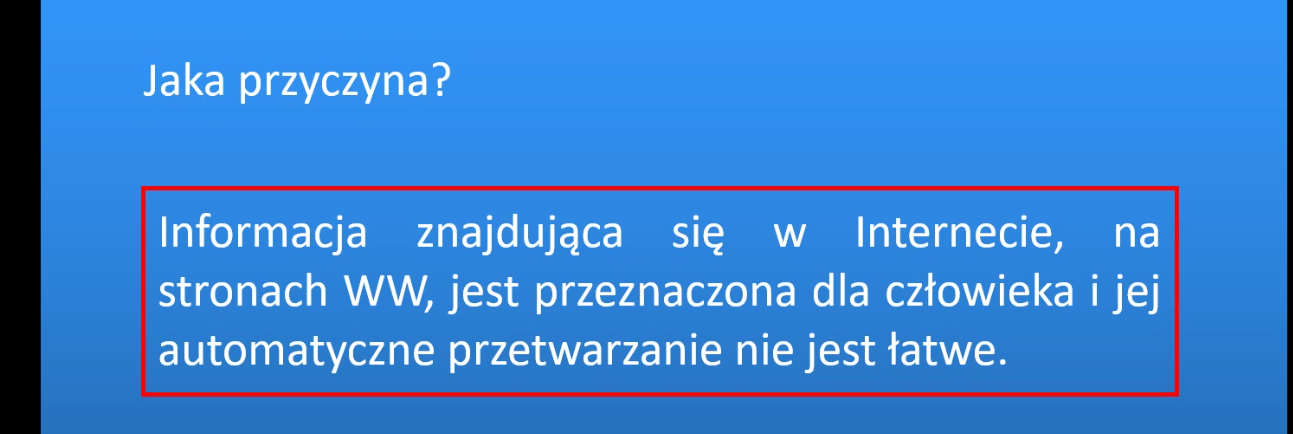 Jaka przyczyna?
Informacja znajdująca się w Internecie, na
stronach WW, jest przeznaczona dla człowieka i jej
automatyczne przetwarzanie nie jest łatwe.